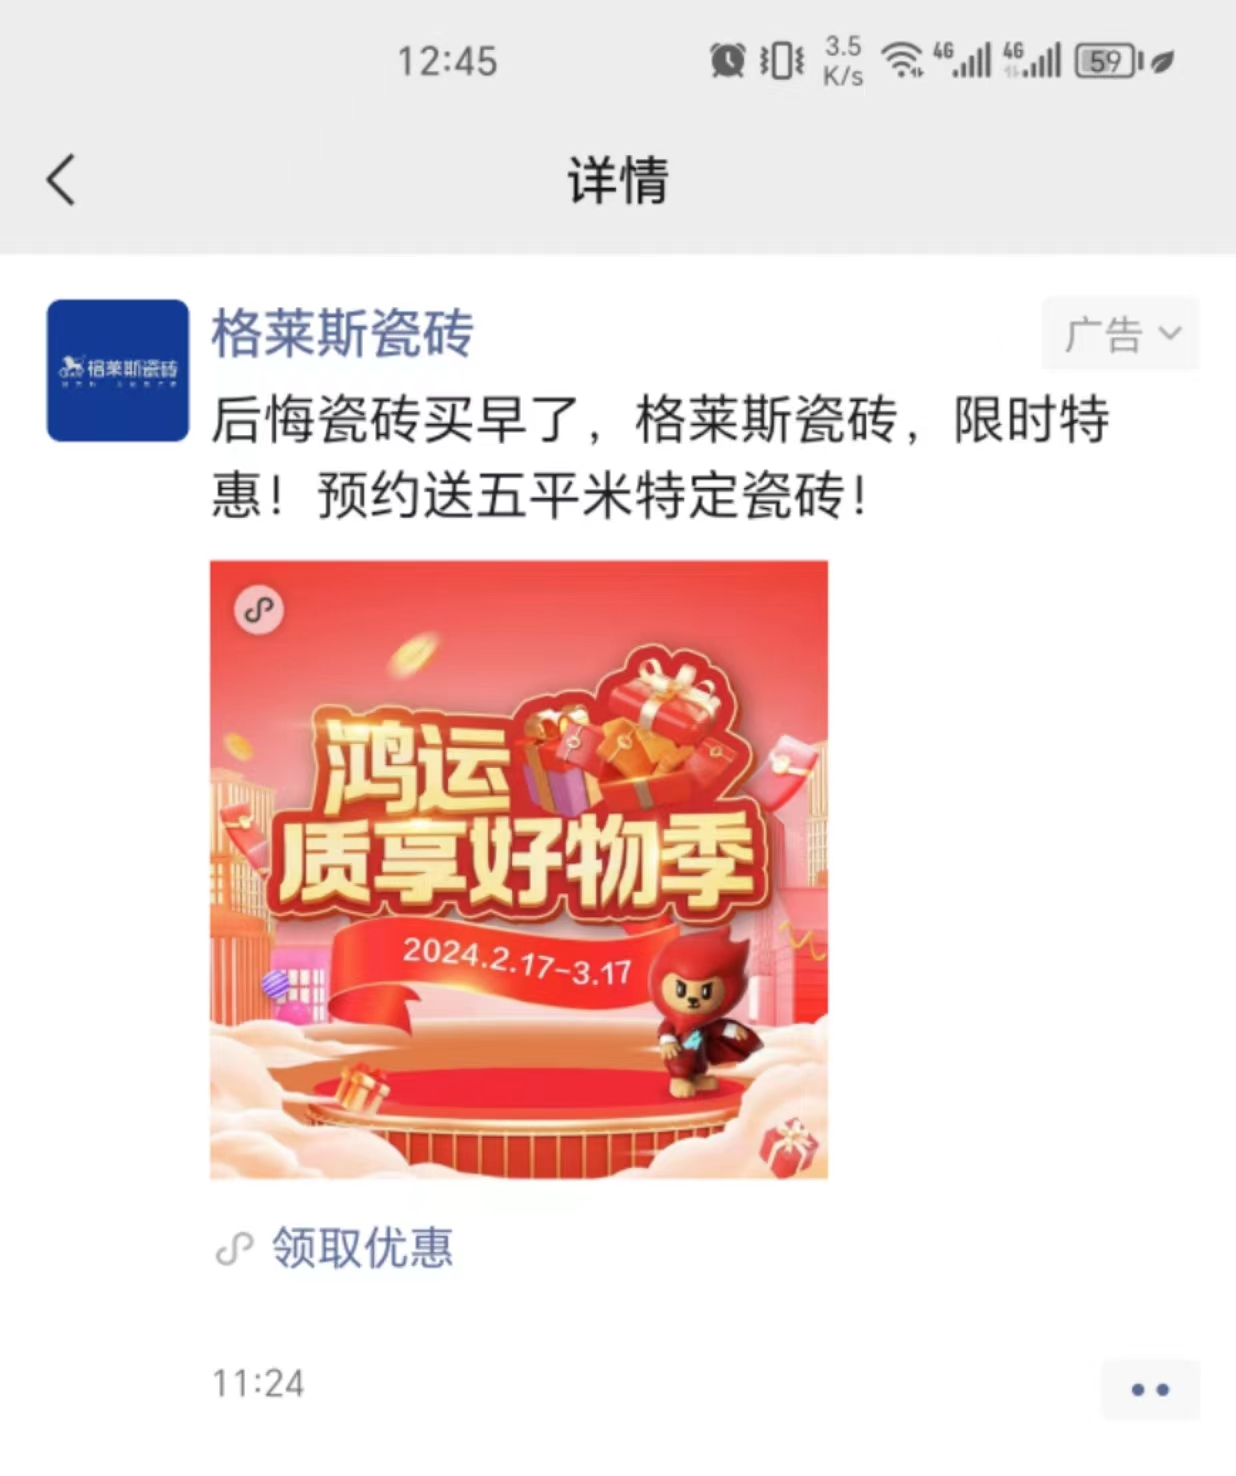 12:45
3.5
K/s
4G
4G
59
详情
格莱斯瓷砖
格莱斯瓷砖
广告
后悔瓷砖买早了，格莱斯瓷砖，限时特
惠！预约送五平米特定瓷砖！
鸿运
质享好物季
2024.2.17-3.17
领取优惠
11:24